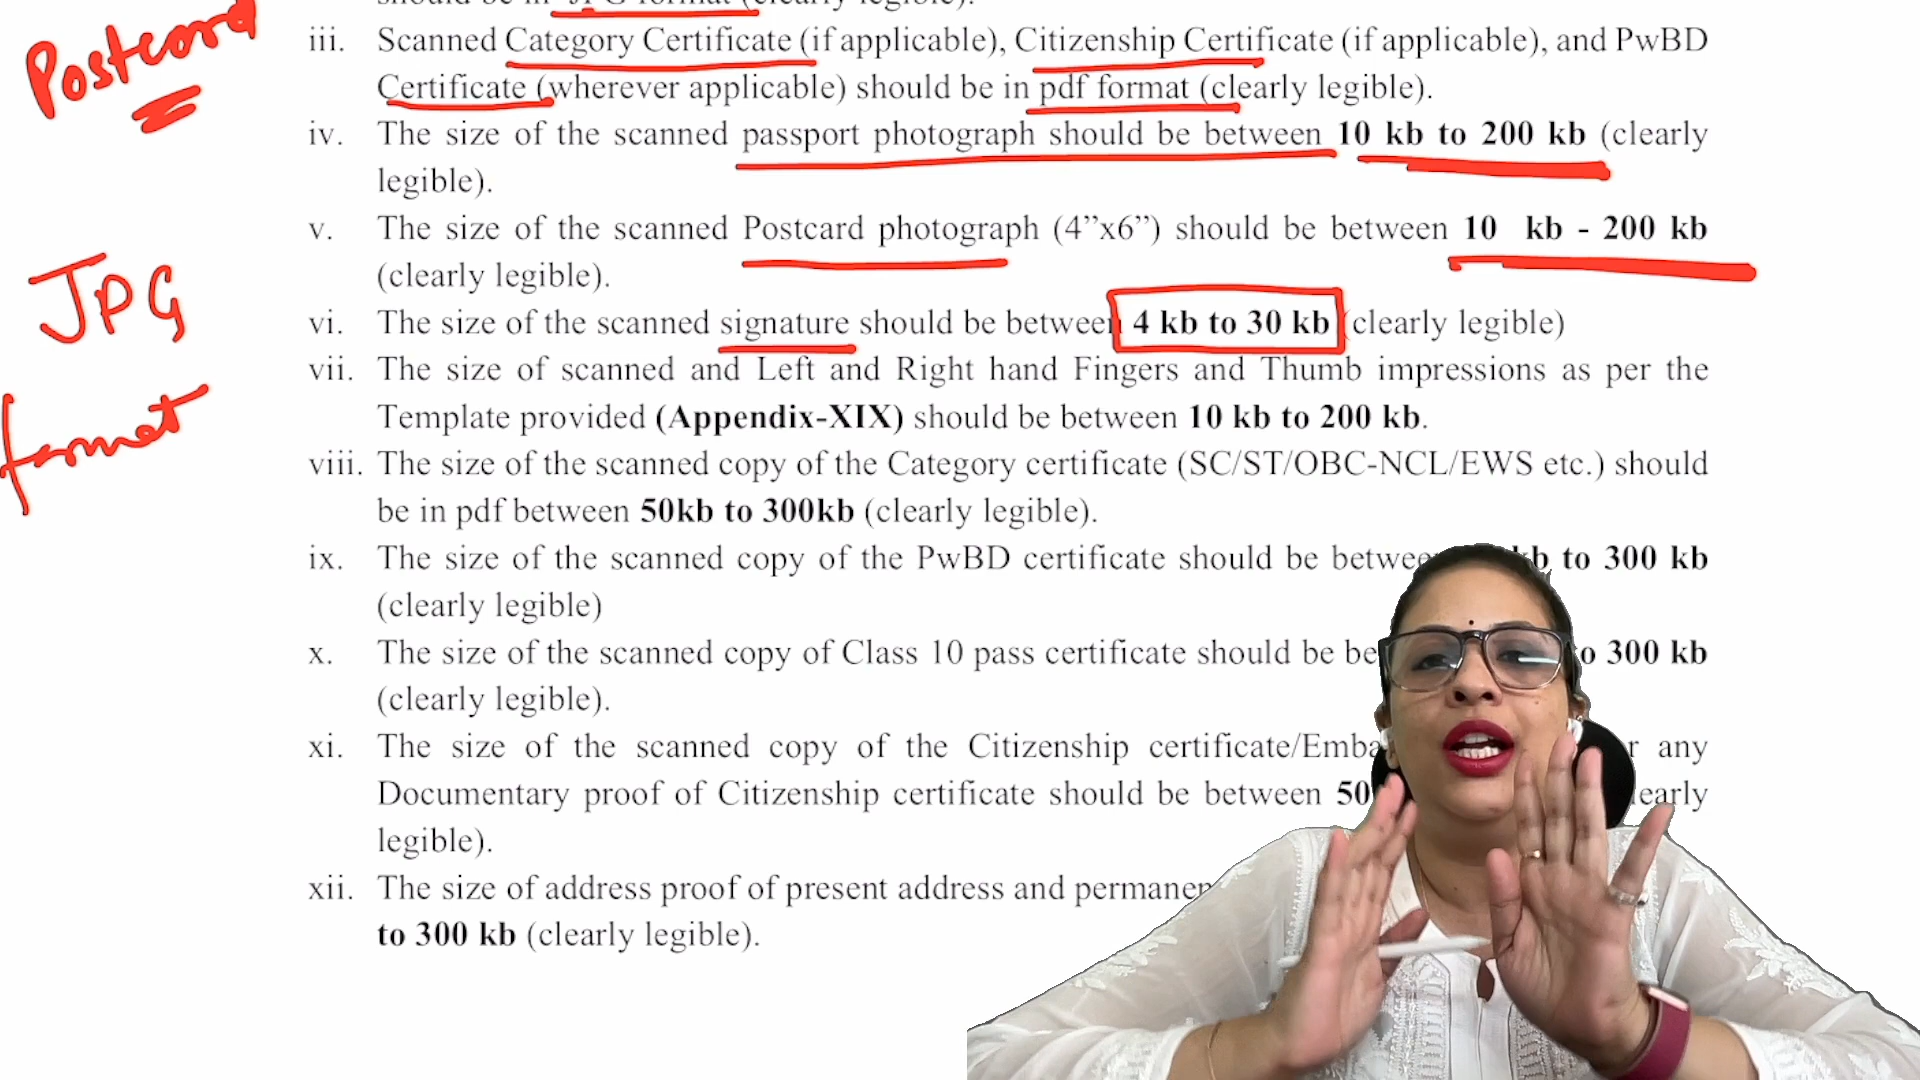 should be in JPG format (clearly legible).
Postcard
iii. Scanned Category Certificate (if applicable), Citizenship Certificate (if applicable), and PwBD
Certificate (wherever applicable) should be in pdf format (clearly legible).
iv. The size of the scanned passport photograph should be between 10 kb to 200 kb (clearly
legible).
v. The size of the scanned Postcard photograph (4”x6”) should be between 10 kb - 200 kb
(clearly legible).
JPG
vi. The size of the scanned signature should be between 4 kb to 30 kb (clearly legible)
vii. The size of scanned and Left and Right hand Fingers and Thumb impressions as per the
Template provided (Appendix-XIX) should be between 10 kb to 200 kb.
format
viii. The size of the scanned copy of the Category certificate (SC/ST/OBC-NCL/EWS etc.) should
be in pdf between 50kb to 300kb (clearly legible).
ix. The size of the scanned copy of the PwBD certificate should be between kb to 300 kb
(clearly legible)
x. The size of the scanned copy of Class 10 pass certificate should be to 300 kb
(clearly legible).
xi. The size of the scanned copy of the Citizenship any
Documentary proof of Citizenship certificate should be between 50
legible).
xii. The size of address proof of present address and
to 300 kb (clearly legible).